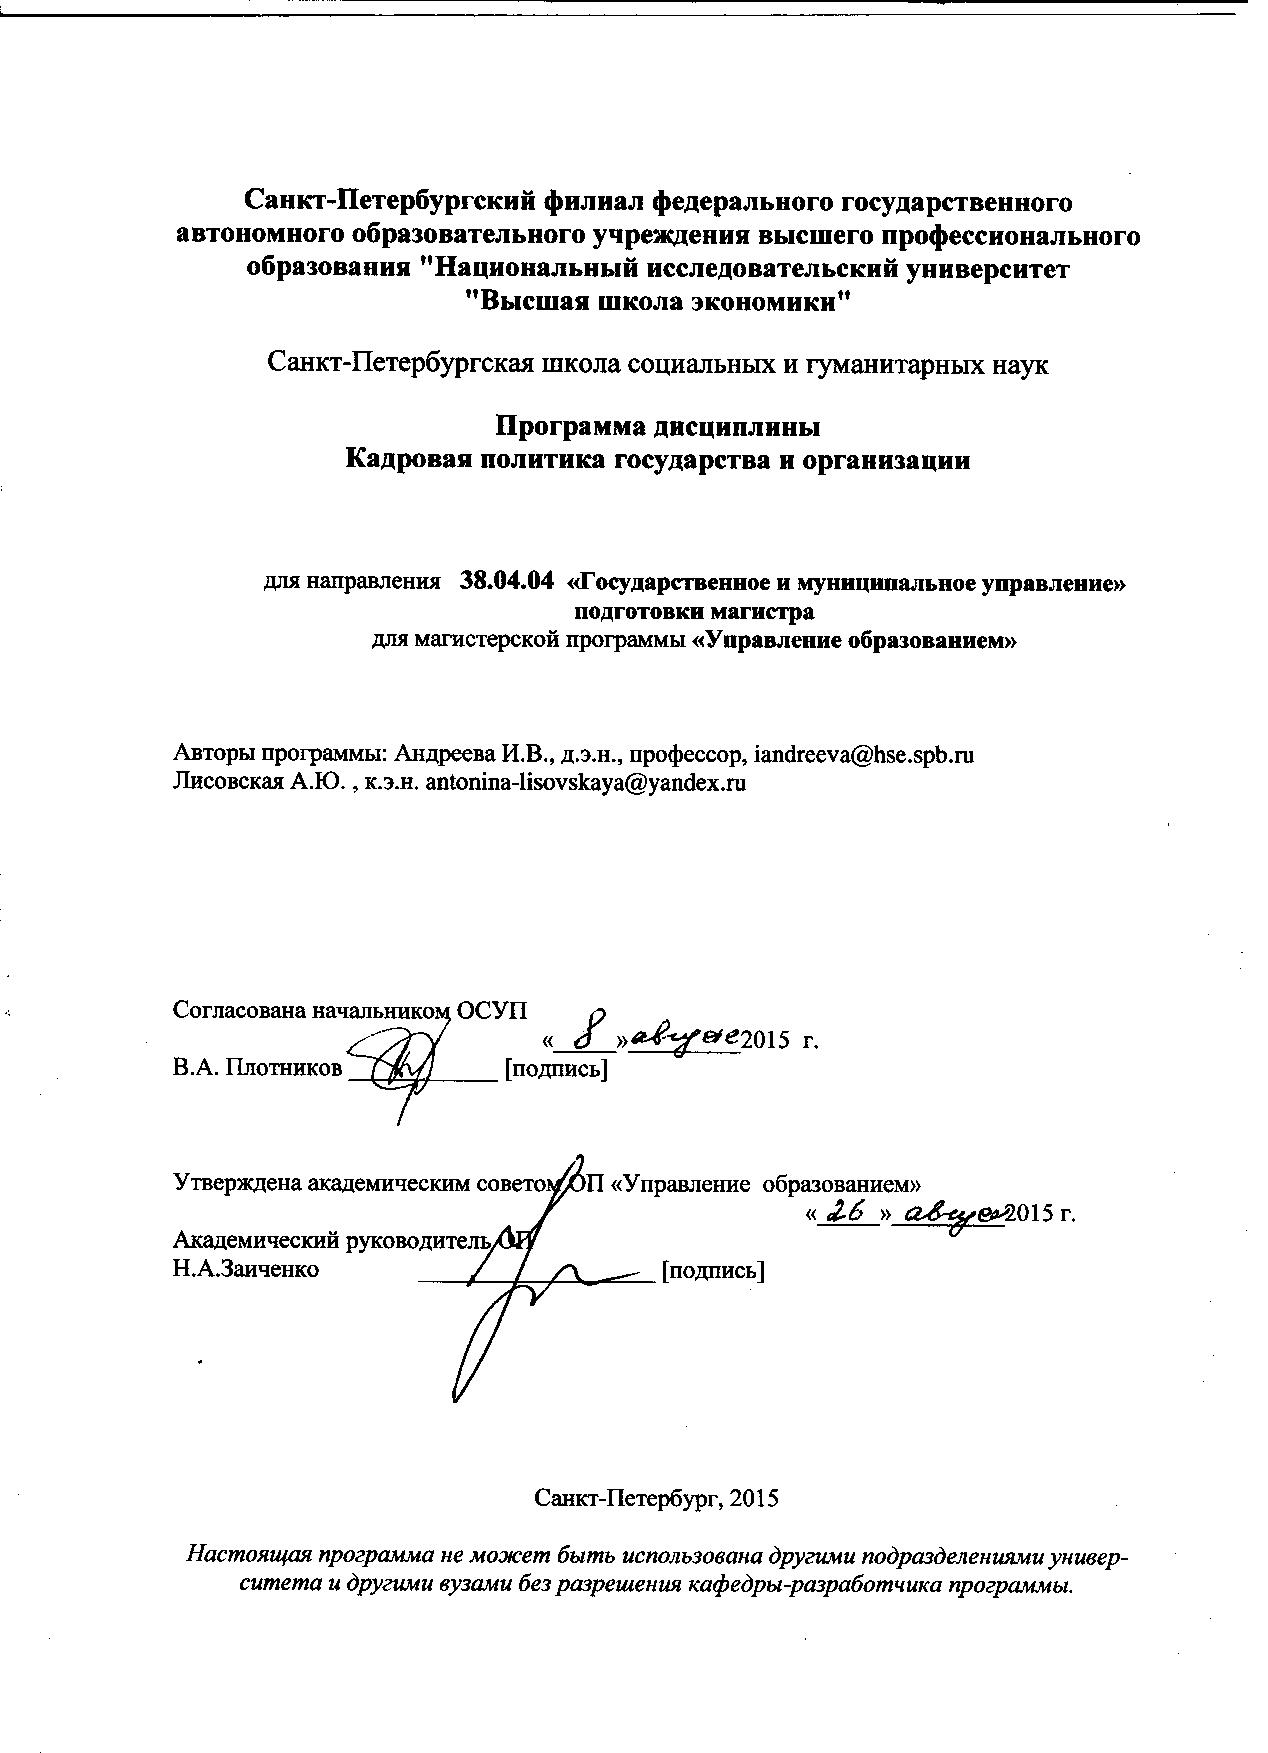 Санкт-Петербургский филиал федерального государственного
автономного образовательного учреждения высшего профессионального
образования "Национальный исследовательский университет
"Высшая школа экономики"
Санкт-Петербургская школа социальных и гуманитарных наук
Программа дисциплины
Кадровая политика государства и организации
для направления 38.04.04 «Государственное и муниципальное управление»
подготовки магистра
для магистерской программы «Управление образованием»
Авторы программы: Андреева И.В., д.э.н., профессор, iandreeva@hse.spb.ru
Лисовская А.Ю. , к.э.н. antonina-lisovskaya@yandex.ru
Согласована начальником ОСУП
« 8 » августе 2015 г.
В.А. Плотников ____________ [подпись]
Утверждена академическим советом ОП «Управление образованием»
« 26 » августе 2015 г.
Академический руководитель ОП
Н.А.Заиченко ____________________ [подпись]
Санкт-Петербург, 2015
Настоящая программа не может быть использована другими подразделениями универ-
ситета и другими вузами без разрешения кафедры-разработчика программы.